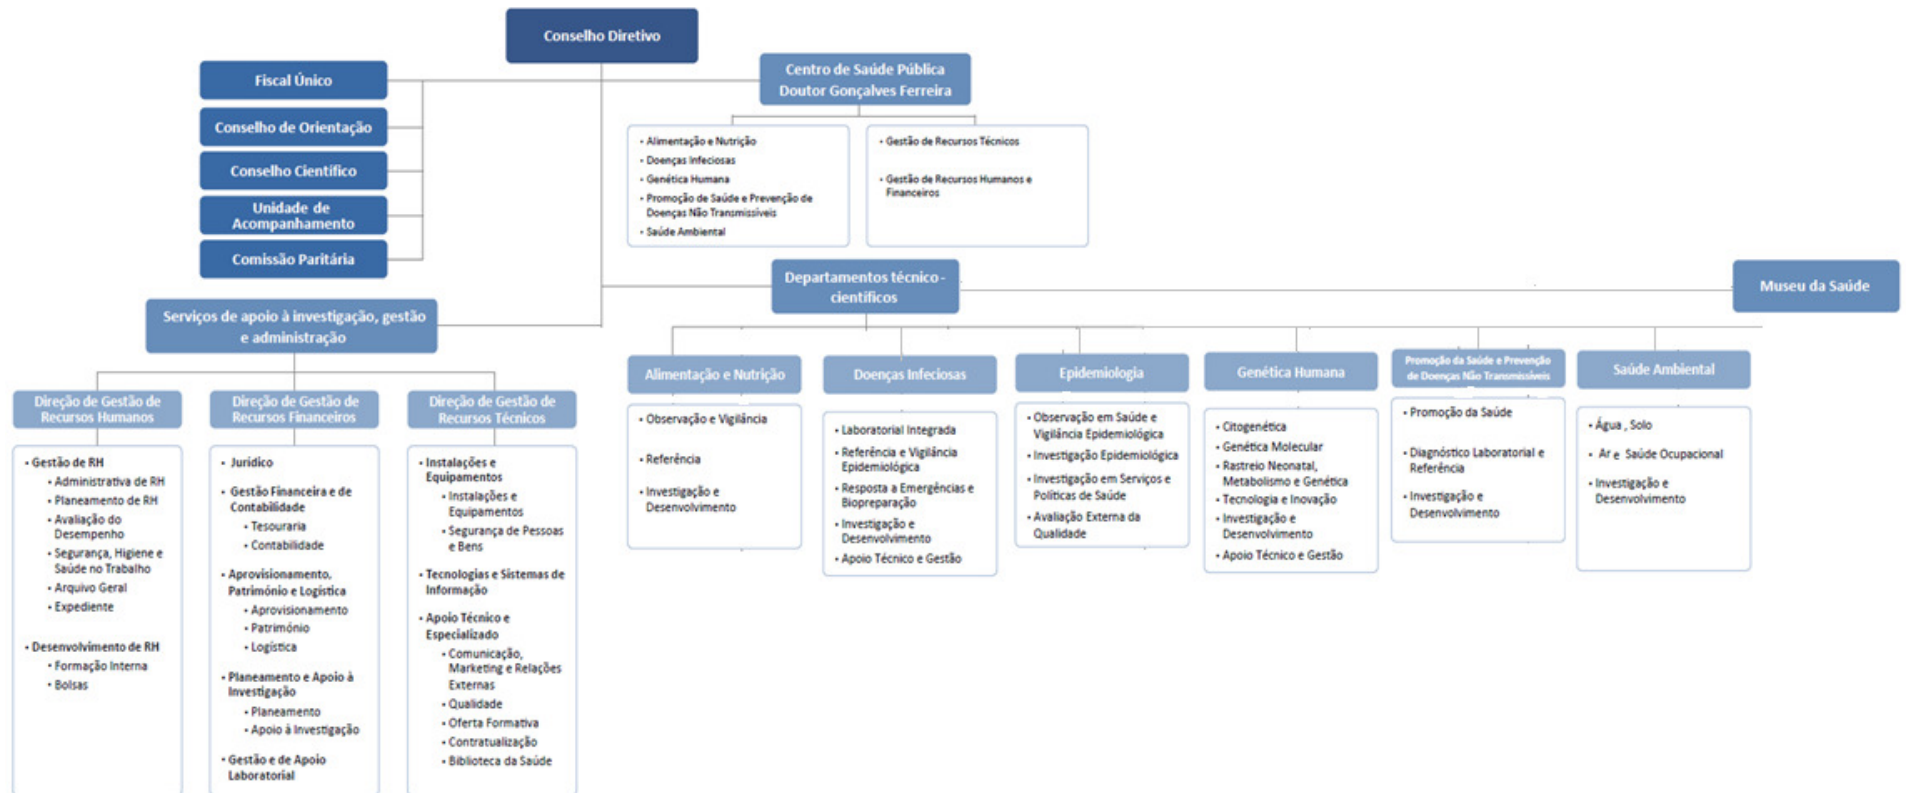 Conselho Diretivo
Fiscal Único
Conselho de Orientação
Conselho Científico
Unidade de
Acompanhamento
Comissão Paritária
Centro de Saúde Pública
Doutor Gonçalves Ferreira
• Alimentação e Nutrição
• Doenças Infeciosas
• Genética Humana
• Promoção de Saúde e Prevenção de
Doenças Não Transmissíveis
• Saúde Ambiental
• Gestão de Recursos Técnicos
• Gestão de Recursos Humanos e
Financeiros
Departamentos técnico -
científicos
Museu da Saúde
Serviços de apoio à investigação, gestão
e administração
Direção de Gestão de
Recursos Humanos
• Gestão de RH
• Administrativa de RH
• Planeamento de RH
• Avaliação do
Desempenho
• Segurança, Higiene e
Saúde no Trabalho
• Arquivo Geral
• Expediente
• Desenvolvimento de RH
• Formação Interna
• Bolsas
Direção de Gestão de
Recursos Financeiros
• Jurídico
• Gestão Financeira e de
Contabilidade
• Tesouraria
• Contabilidade
• Aprovisionamento,
Património e Logística
• Aprovisionamento
• Património
• Logística
• Planeamento e Apoio à
Investigação
• Planeamento
• Apoio à Investigação
• Gestão e de Apoio
Laboratorial
Direção de Gestão de
Recursos Técnicos
• Instalações e
Equipamentos
• Instalações e
Equipamentos
• Segurança de Pessoas
e Bens
• Tecnologias e Sistemas de
Informação
• Apoio Técnico e
Especializado
• Comunicação,
Marketing e Relações
Externas
• Qualidade
• Oferta Formativa
• Contratualização
• Biblioteca da Saúde
Alimentação e Nutrição
• Observação e Vigilância
• Referência
• Investigação e
Desenvolvimento
Doenças Infeciosas
• Laboratorial Integrada
• Referência e Vigilância
Epidemiológica
• Resposta a Emergências e
Biopreparação
• Investigação e
Desenvolvimento
• Apoio Técnico e Gestão
Epidemiologia
• Observação em Saúde e
Vigilância Epidemiológica
• Investigação Epidemiológica
• Investigação em Serviços e
Políticas de Saúde
• Avaliação Externa da
Qualidade
Genética Humana
• Citogenética
• Genética Molecular
• Rastreio Neonatal,
Metabolismo e Genética
• Tecnologia e Inovação
• Investigação e
Desenvolvimento
• Apoio Técnico e Gestão
Promoção da Saúde e Prevenção
de Doenças Não Transmissíveis
• Promoção da Saúde
• Diagnóstico Laboratorial e
Referência
• Investigação e
Desenvolvimento
Saúde Ambiental
• Água , Solo
• Ar e Saúde Ocupacional
• Investigação e
Desenvolvimento